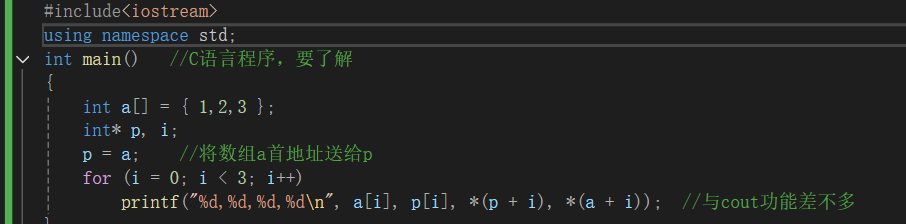 #include<iostream>
using namespace std;
int main()   //C语言程序，要了解
{
    int a[] = { 1,2,3 };
    int* p, i;
    p = a;    //将数组a首地址送给p
    for (i = 0; i < 3; i++)
        printf("%d,%d,%d,%d\n", a[i], p[i], *(p + i), *(a + i));  //与cout功能差不多